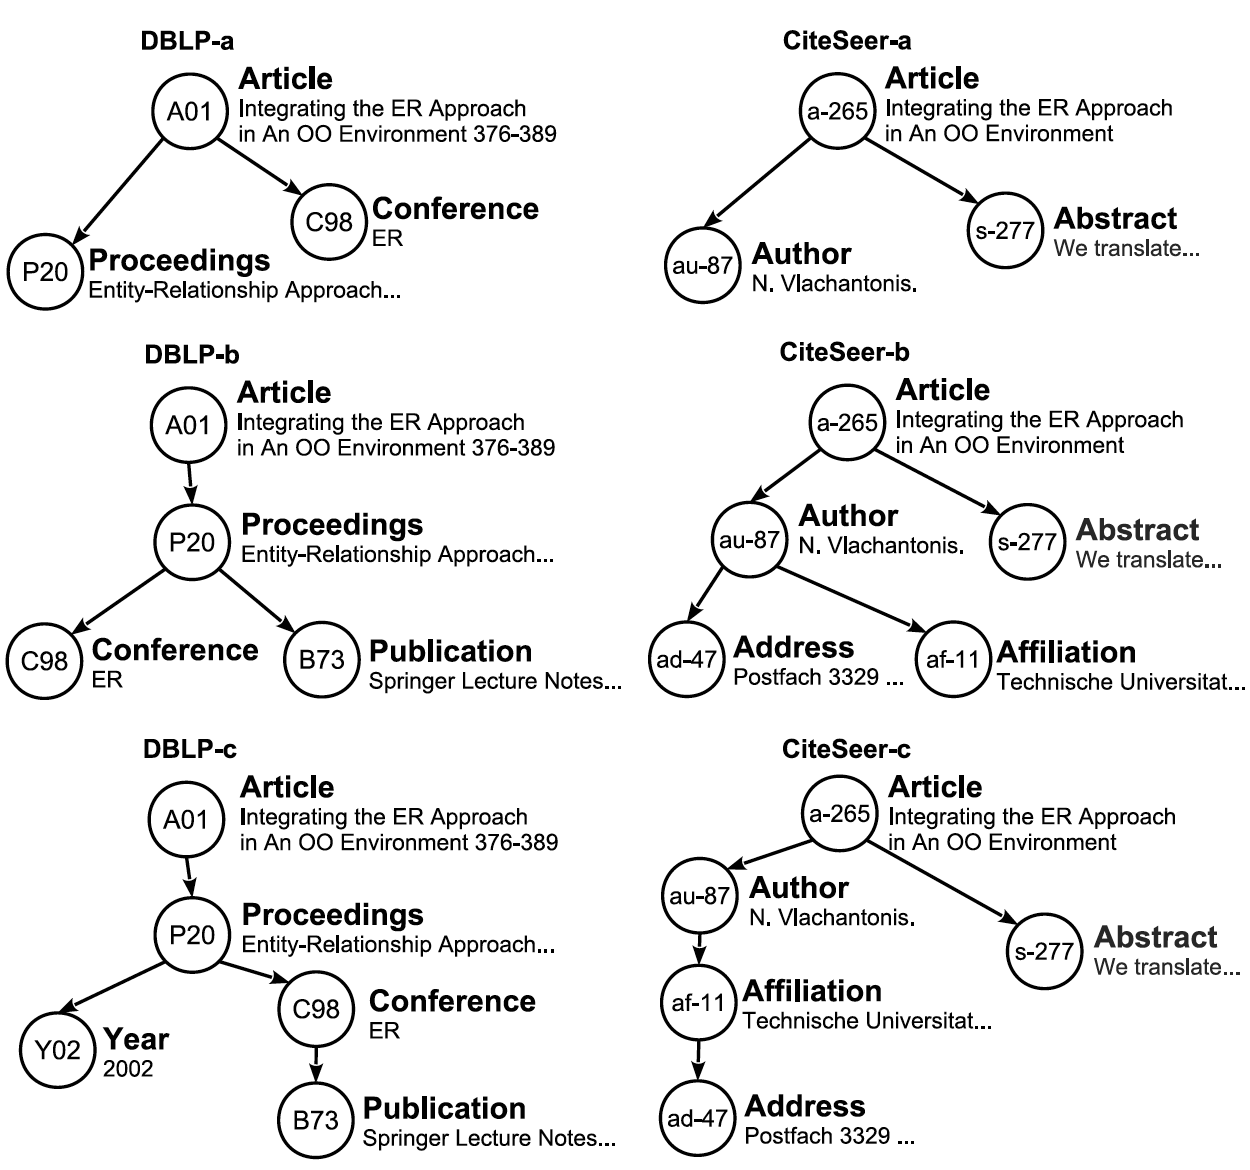 DBLP-a
A01
Article
Integrating the ER Approach
in An OO Environment 376-389
C98
Conference
ER
P20
Proceedings
Entity-Relationship Approach...
CiteSeer-a
a-265
Article
Integrating the ER Approach
in An OO Environment
s-277
Abstract
We translate...
au-87
Author
N. Vlachantonis.
DBLP-b
A01
Article
Integrating the ER Approach
in An OO Environment 376-389
P20
Proceedings
Entity-Relationship Approach...
C98
Conference
ER
B73
Publication
Springer Lecture Notes...
CiteSeer-b
a-265
Article
Integrating the ER Approach
in An OO Environment
au-87
Author
N. Vlachantonis.
s-277
Abstract
We translate...
ad-47
Address
Postfach 3329 ...
af-11
Affiliation
Technische Universitat...
DBLP-c
A01
Article
Integrating the ER Approach
in An OO Environment 376-389
P20
Proceedings
Entity-Relationship Approach...
C98
Conference
ER
Y02
Year
2002
B73
Publication
Springer Lecture Notes...
CiteSeer-c
a-265
Article
Integrating the ER Approach
in An OO Environment
au-87
Author
N. Vlachantonis.
s-277
Abstract
We translate...
af-11
Affiliation
Technische Universitat...
ad-47
Address
Postfach 3329 ...